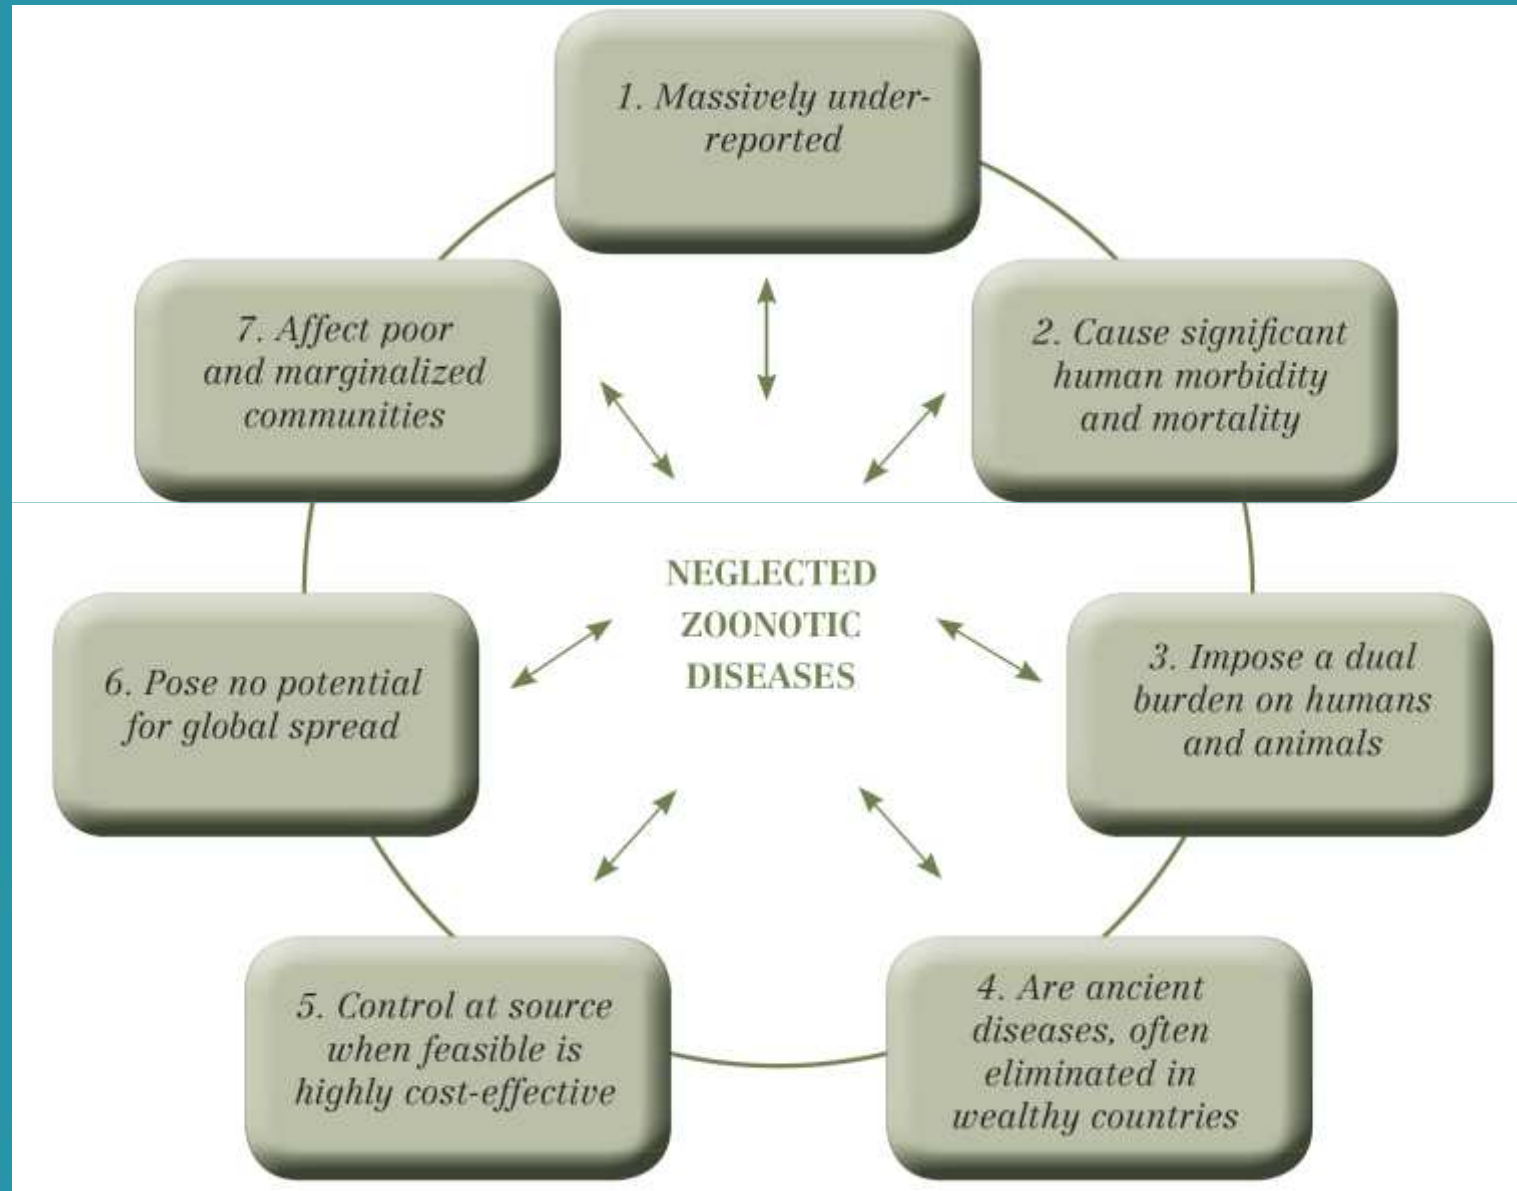 1. Massively under-
reported
2. Cause significant
human morbidity
and mortality
3. Impose a dual
burden on humans
and animals
4. Are ancient
diseases, often
eliminated in
wealthy countries
5. Control at source
when feasible is
highly cost-effective
6. Pose no potential
for global spread
7. Affect poor
and marginalized
communities
NEGLECTED
ZOONOTIC
DISEASES